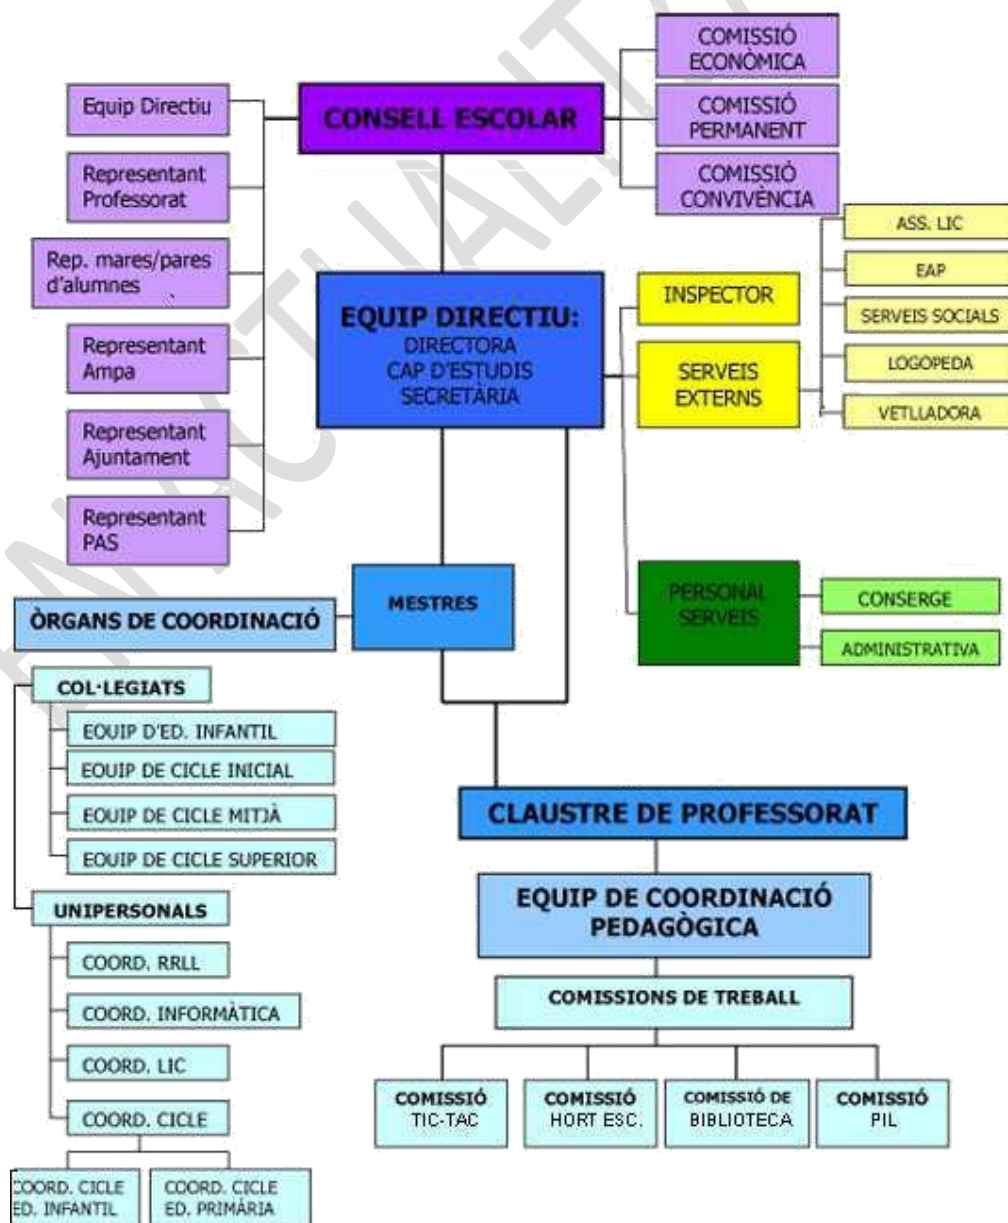 COMISSIÓ
ECONÒMICA
Equip Directiu
CONSELL ESCOLAR
COMISSIÓ
PERMANENT
Representant
Professorat
COMISSIÓ
CONVIVÈNCIA
Rep. mares/pares
d'alumnes
Representant
Ampa
Representant
Ajuntament
Representant
PAS
EQUIP DIRECTIU:
DIRECTORA
CAP D'ESTUDIS
SECRETÀRIA
INSPECTOR
SERVEIS
EXTERNS
ASS. LIC
EAP
SERVEIS SOCIALS
LOGOPEDA
VETLLADORA
PERSONAL
SERVEIS
CONSERGE
ADMINISTRATIVA
MESTRES
ÒRGANS DE COORDINACIÓ
COL·LEGIATS
EQUIP D'ED. INFANTIL
EQUIP DE CICLE INICIAL
EQUIP DE CICLE MITJÀ
EQUIP DE CICLE SUPERIOR
UNIPERSONALS
COORD. RRLL
COORD. INFORMÀTICA
COORD. LIC
COORD. CICLE
COORD. CICLE
ED. INFANTIL
COORD. CICLE
ED. PRIMÀRIA
CLAUSTRE DE PROFESSORAT
EQUIP DE COORDINACIÓ
PEDAGÒGICA
COMISSIONS DE TREBALL
COMISSIÓ
TIC-TAC
COMISSIÓ
HORT ESC.
COMISSIÓ DE
BIBLIOTECA
COMISSIÓ
PIL